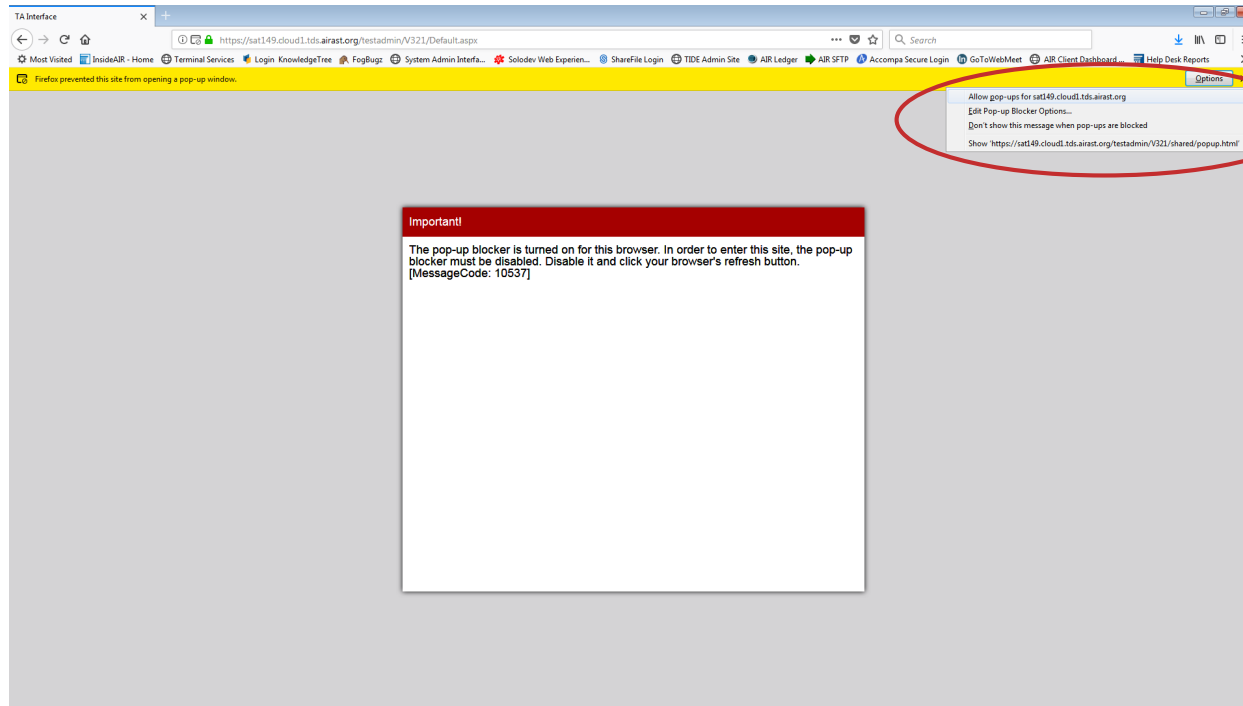 TA Interface
https://sat149.cloud1.tds.airast.org/testadmin/V321/Default.aspx
Search
Most Visited InsideAIR - Home Terminal Services Login KnowledgeTree FogBugz System Admin Interfa... Solodev Web Experien... ShareFile Login TIDE Admin Site AIR Ledger AIR SFTP Accompa Secure Login GoToWebMeet AIR Client Dashboard ... Help Desk Reports
Firefox prevented this site from opening a pop-up window.
Options
Allow pop-ups for sat149.cloud1.tds.airast.org
Edit Pop-up Blocker Options...
Don't show this message when pop-ups are blocked
Show 'https://sat149.cloud1.tds.airast.org/testadmin/V321/shared/popup.html'
Important!
The pop-up blocker is turned on for this browser. In order to enter this site, the pop-up
blocker must be disabled. Disable it and click your browser's refresh button.
[MessageCode: 10537]